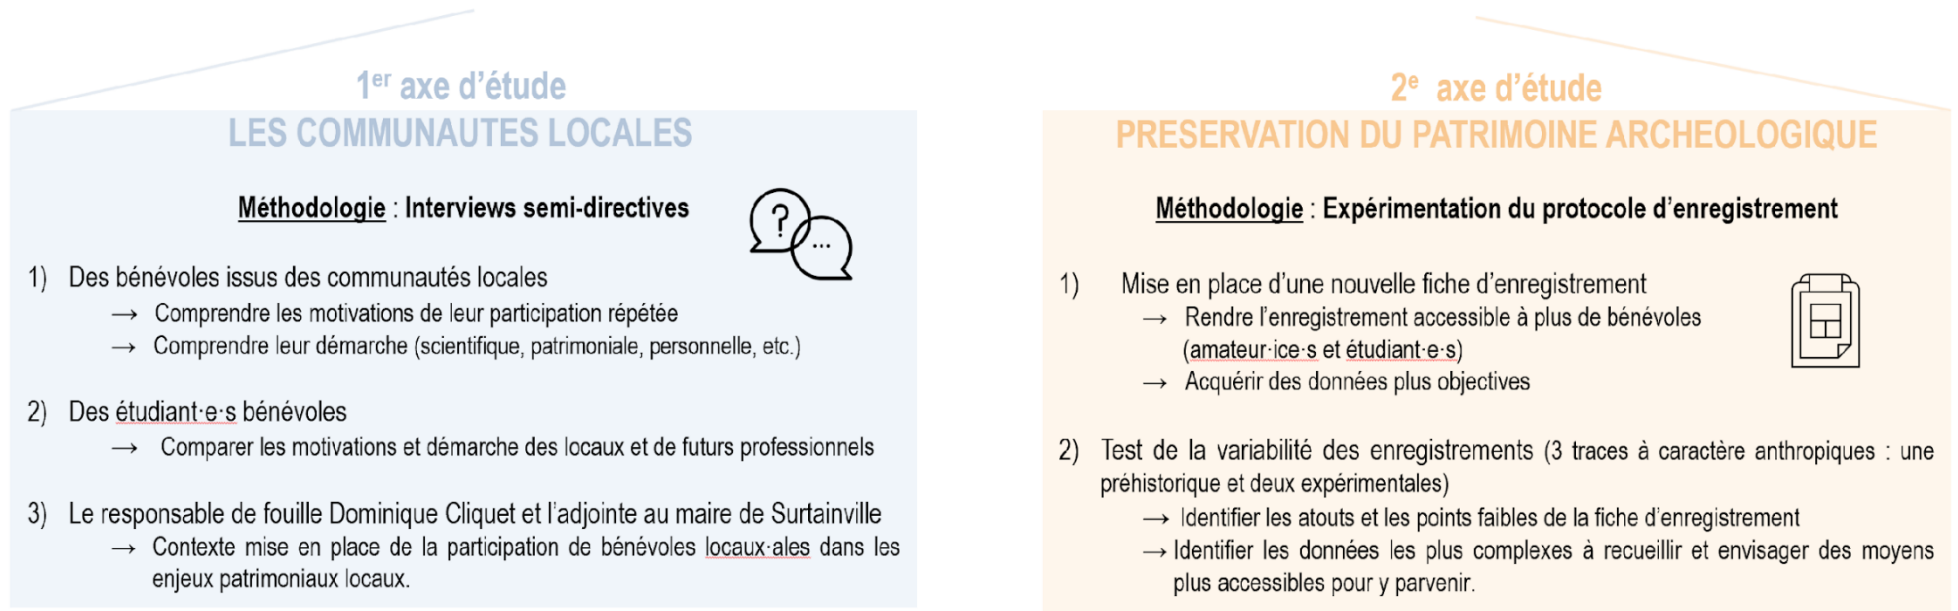 1er axe d'étude
LES COMMUNAUTES LOCALES
Méthodologie : Interviews semi-directives
?
...
1) Des bénévoles issus des communautés locales
→ Comprendre les motivations de leur participation répétée
→ Comprendre leur démarche (scientifique, patrimoniale, personnelle, etc.)
2) Des étudiant·e·s bénévoles
→ Comparer les motivations et démarche des locaux et de futurs professionnels
3) Le responsable de fouille Dominique Cliquet et l'adjointe au maire de Surtainville
→ Contexte mise en place de la participation de bénévoles locaux·ales dans les
enjeux patrimoniaux locaux.
2e axe d'étude
PRESERVATION DU PATRIMOINE ARCHEOLOGIQUE
Méthodologie : Expérimentation du protocole d'enregistrement
1) Mise en place d'une nouvelle fiche d'enregistrement
→ Rendre l'enregistrement accessible à plus de bénévoles
(amateur·ice·s et étudiant·e·s)
→ Acquérir des données plus objectives
2) Test de la variabilité des enregistrements (3 traces à caractère anthropiques : une
préhistorique et deux expérimentales)
→ Identifier les atouts et les points faibles de la fiche d'enregistrement
→ Identifier les données les plus complexes à recueillir et envisager des moyens
plus accessibles pour y parvenir.